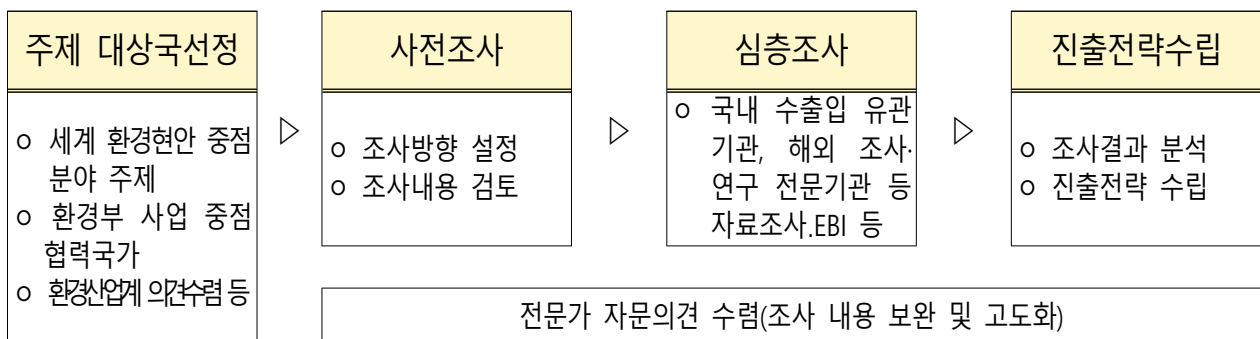 주제 대상국선정
o 세계 환경현안 중점
분야 주제
o 환경부 사업 중점
협력국가
o 환경산업계 의견수렴 등
▷
사전조사
o 조사방향 설정
o 조사내용 검토
▷
심층조사
o 국내 수출입 유관
기관, 해외 조사·
연구 전문기관 등
자료조사.EBI 등
▷
진출전략수립
o 조사결과 분석
o 진출전략 수립
전문가 자문의견 수렴(조사 내용 보완 및 고도화)